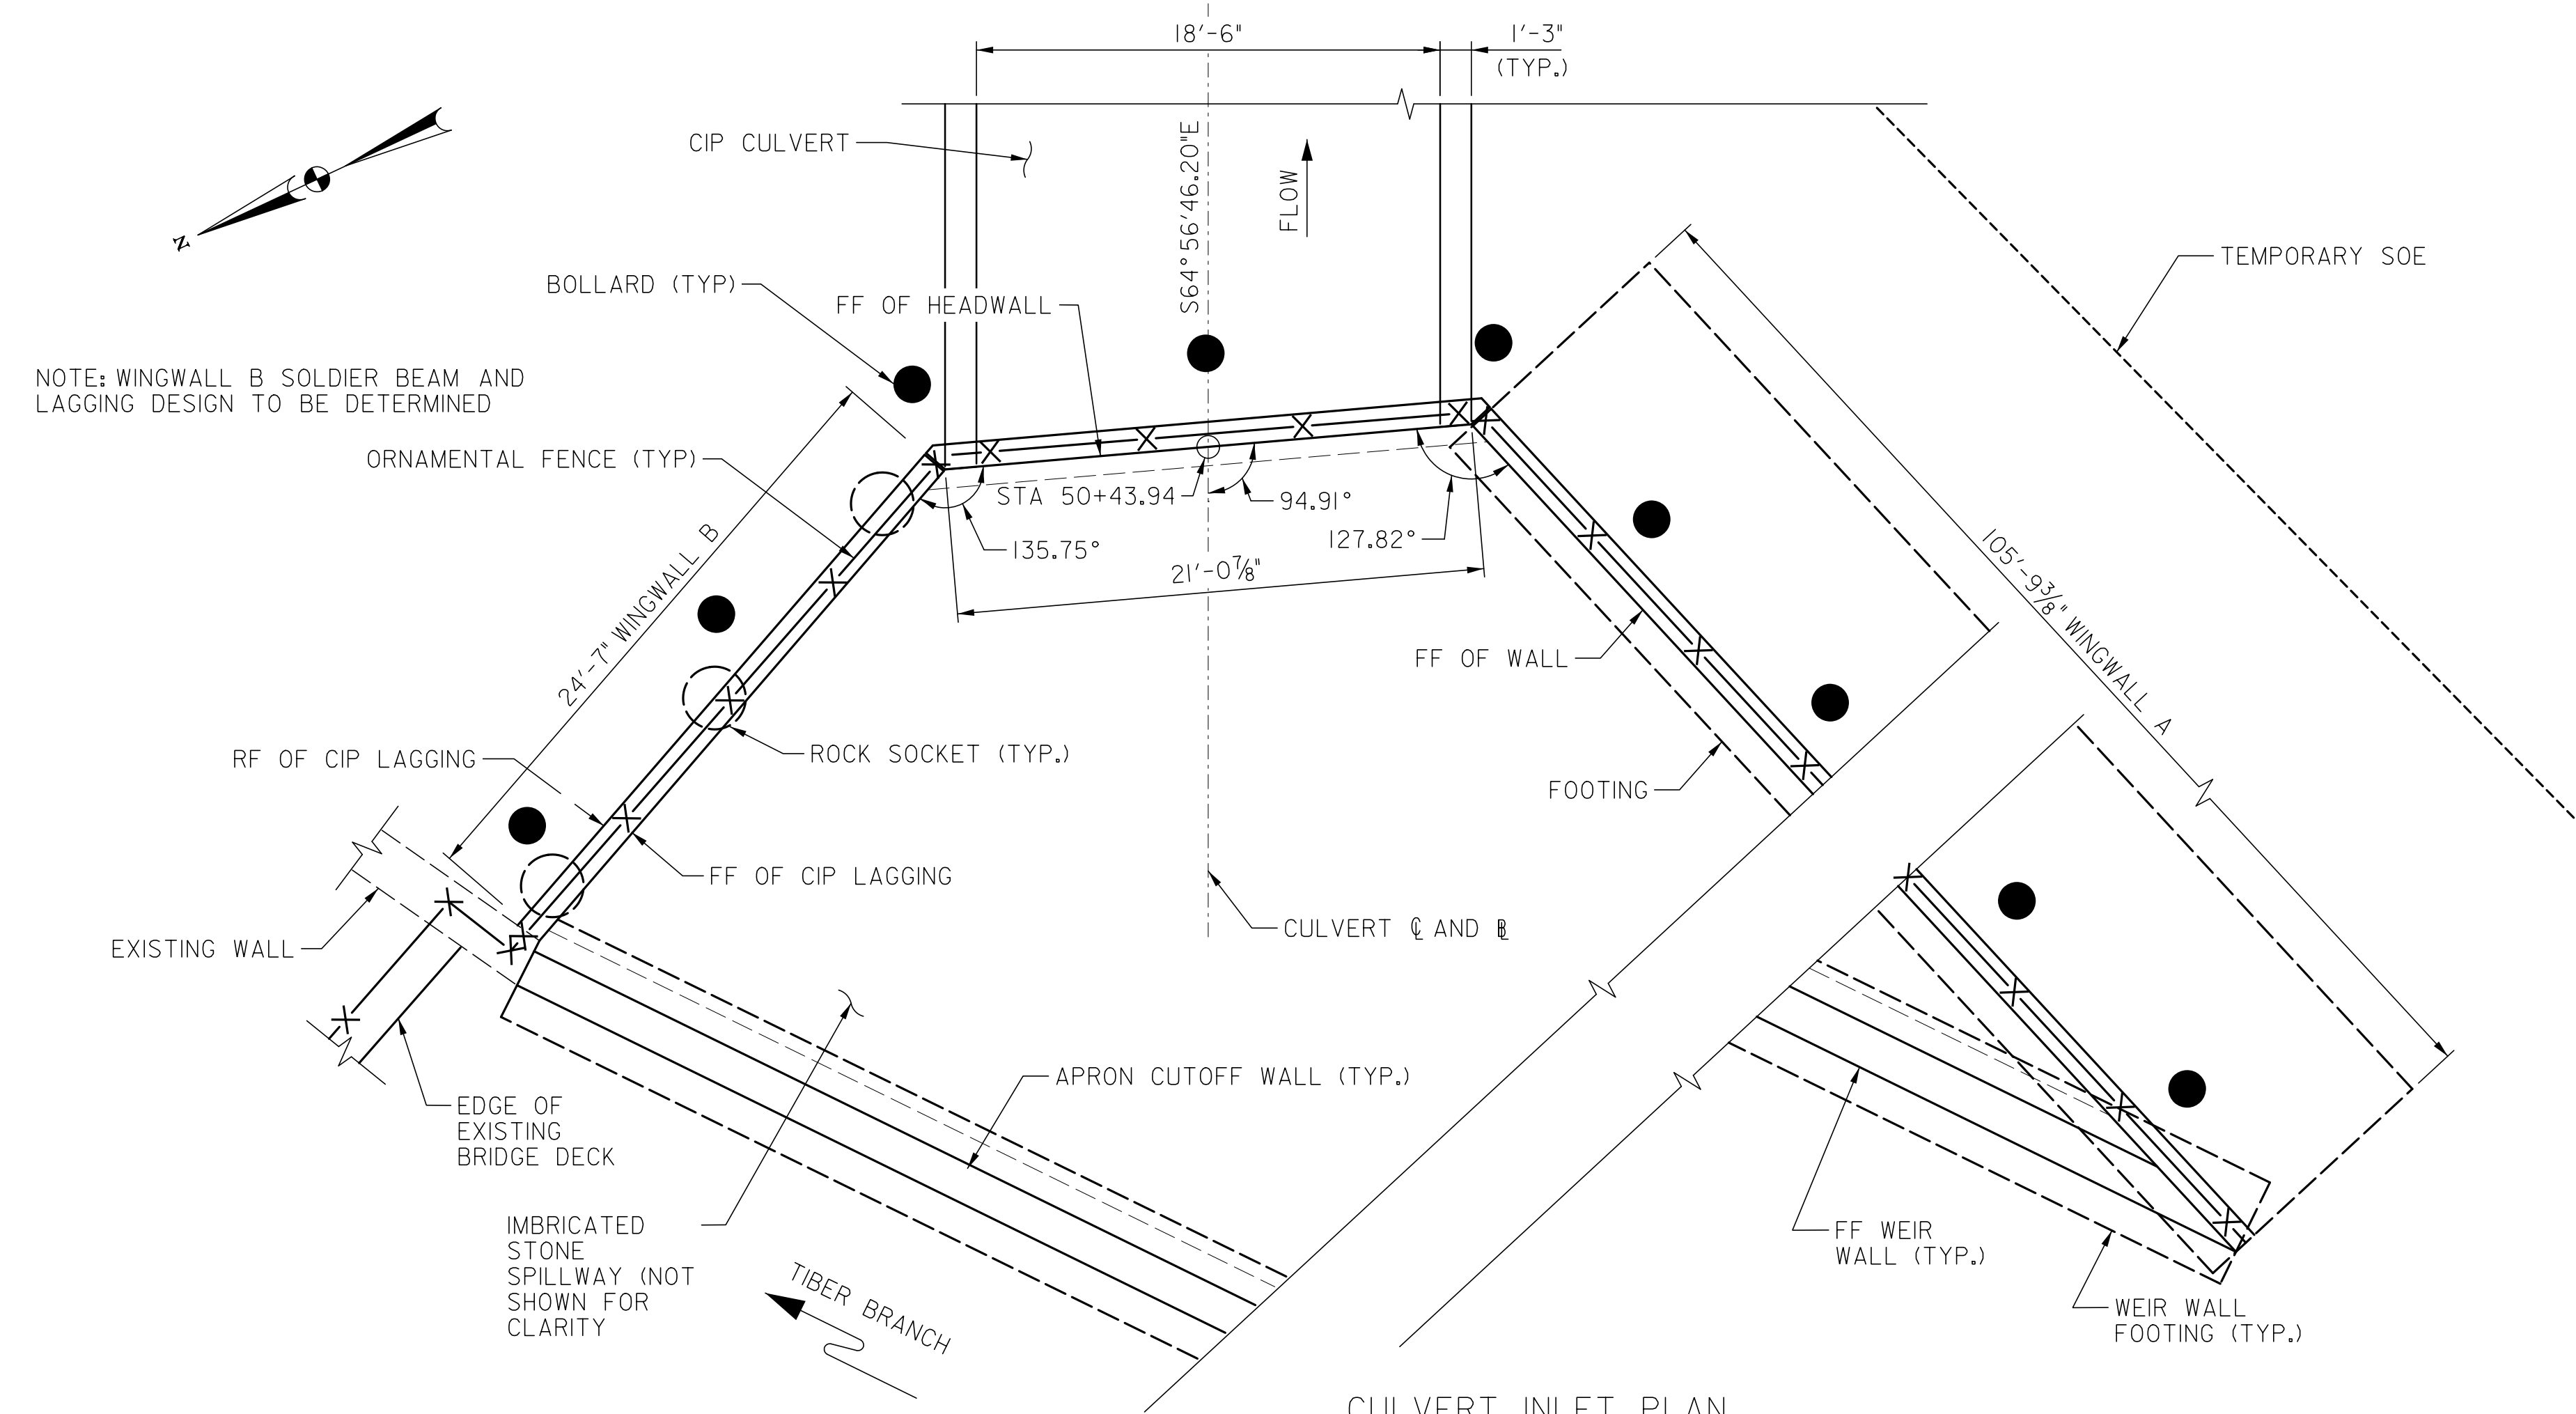 18'-6"
1'-3"
(TYP.)
CIP CULVERT
S64°56'46.20"E
FLOW
N
TEMPORARY SOE
BOLLARD (TYP)
FF OF HEADWALL
NOTE: WINGWALL B SOLDIER BEAM AND
LAGGING DESIGN TO BE DETERMINED
ORNAMENTAL FENCE (TYP)
STA 50+43.94
94.91°
135.75°
127.82°
21'-0⅞"
24'-7" WINGWALL B
105'-9⅜" WINGWALL A
FF OF WALL
RF OF CIP LAGGING
ROCK SOCKET (TYP.)
FOOTING
FF OF CIP LAGGING
CULVERT ℄ AND BL
EXISTING WALL
APRON CUTOFF WALL (TYP.)
EDGE OF
EXISTING
BRIDGE DECK
IMBRICATED
STONE
SPILLWAY (NOT
SHOWN FOR
CLARITY
TIBER BRANCH
FF WEIR
WALL (TYP.)
WEIR WALL
FOOTING (TYP.)
CULVERT INLET PLAN